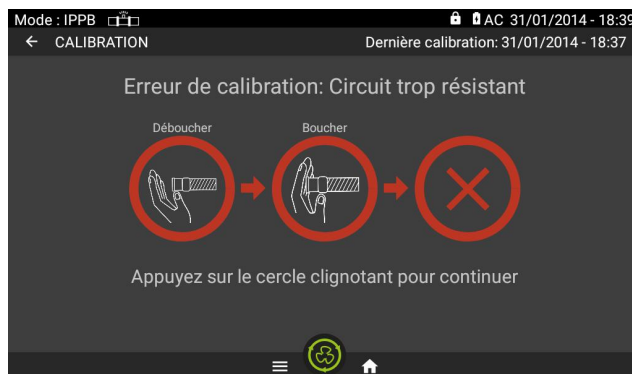 Mode : IPPB AC 31/01/2014 - 18:39
CALIBRATION Dernière calibration: 31/01/2014 - 18:37
Erreur de calibration: Circuit trop résistant
Déboucher Boucher
Appuyez sur le cercle clignotant pour continuer